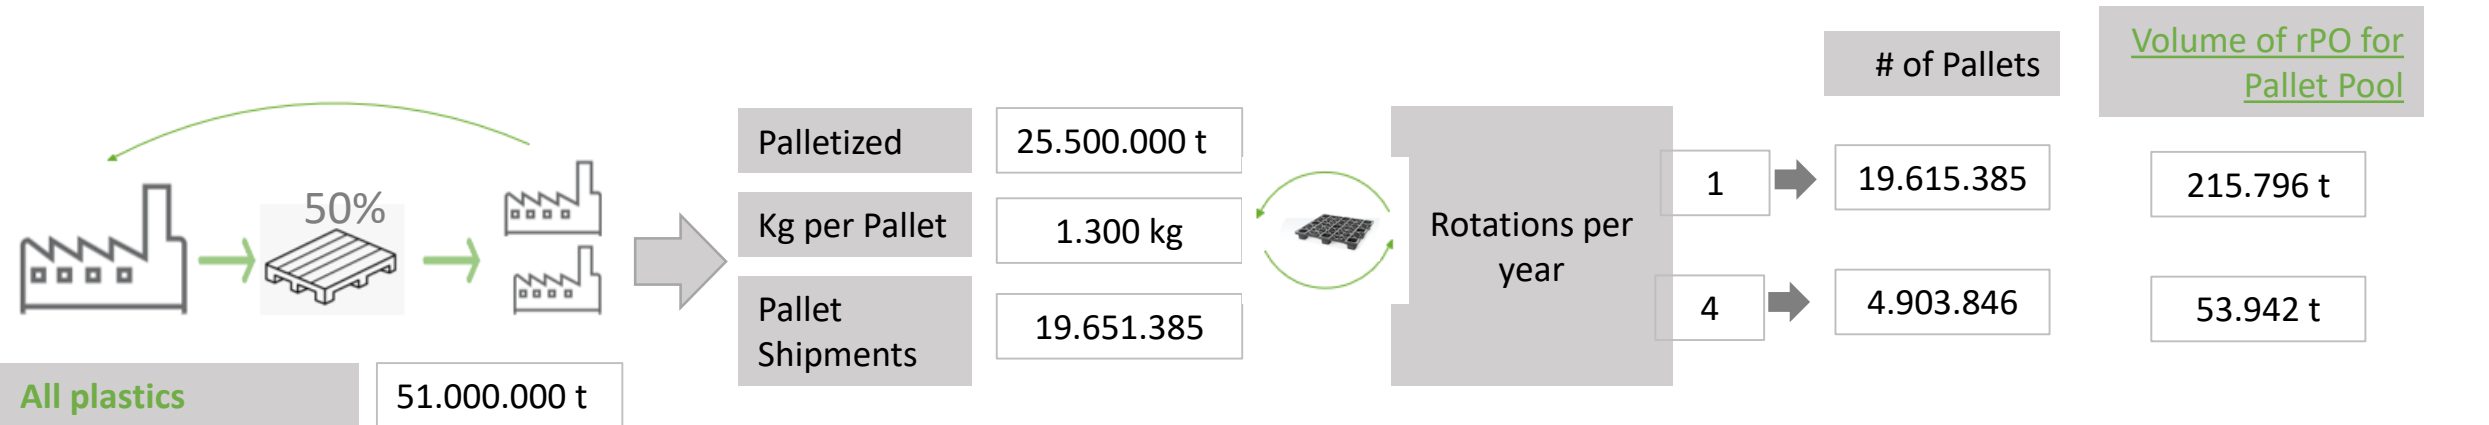 50%
All plastics
51.000.000 t
Palletized
25.500.000 t
Kg per Pallet
1.300 kg
Pallet
Shipments
19.651.385
Rotations per
year
# of Pallets
Volume of rPO for
Pallet Pool
1
19.615.385
215.796 t
4
4.903.846
53.942 t